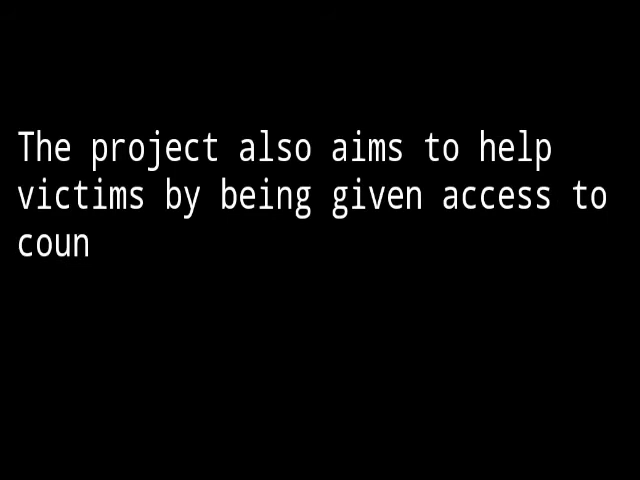 The project also aims to help
victims by being given access to
coun